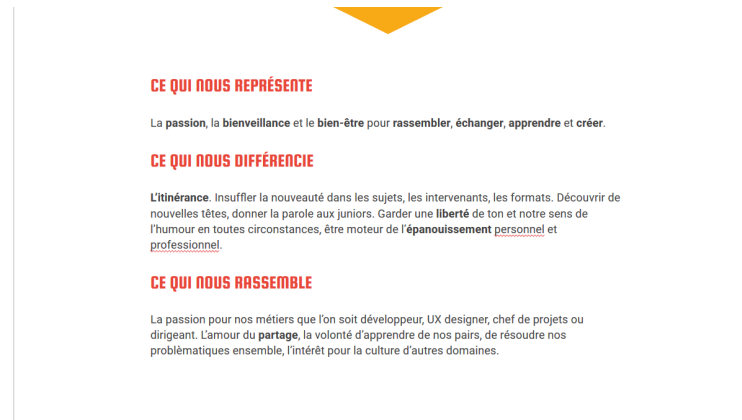 CE QUI NOUS REPRÉSENTE
La passion, la bienveillance et le bien-être pour rassembler, échanger, apprendre et créer.
CE QUI NOUS DIFFÉRENCIE
L'itinérance. Insuffler la nouveauté dans les sujets, les intervenants, les formats. Découvrir de
nouvelles têtes, donner la parole aux juniors. Garder une liberté de ton et notre sens de
l'humour en toutes circonstances, être moteur de l'épanouissement personnel et
professionnel.
CE QUI NOUS RASSEMBLE
La passion pour nos métiers que l'on soit développeur, UX designer, chef de projets ou
dirigeant. L'amour du partage, la volonté d'apprendre de nos pairs, de résoudre nos
problèmatiques ensemble, l'intérêt pour la culture d'autres domaines.